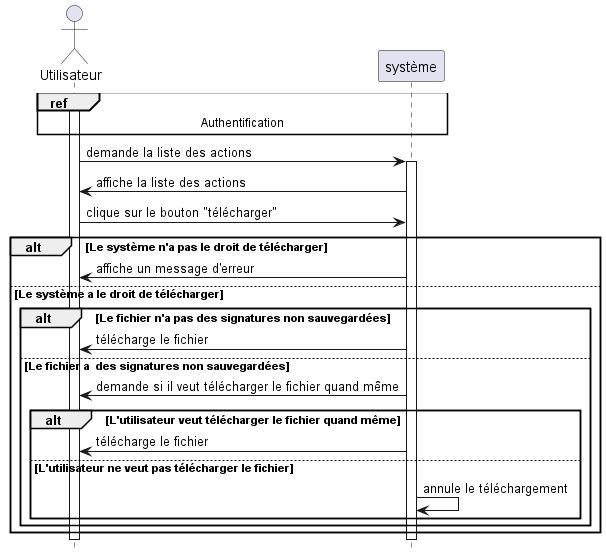 Utilisateur
système
ref
Authentification
demande la liste des actions
affiche la liste des actions
clique sur le bouton "télécharger"
alt [Le système n'a pas le droit de télécharger]
affiche un message d'erreur
[Le système a le droit de télécharger]
alt [Le fichier n'a pas des signatures non sauvegardées]
télécharge le fichier
[Le fichier a  des signatures non sauvegardées]
demande si il veut télécharger le fichier quand même
alt [L'utilisateur veut télécharger le fichier quand même]
télécharge le fichier
[L'utilisateur ne veut pas télécharger le fichier]
annule le téléchargement